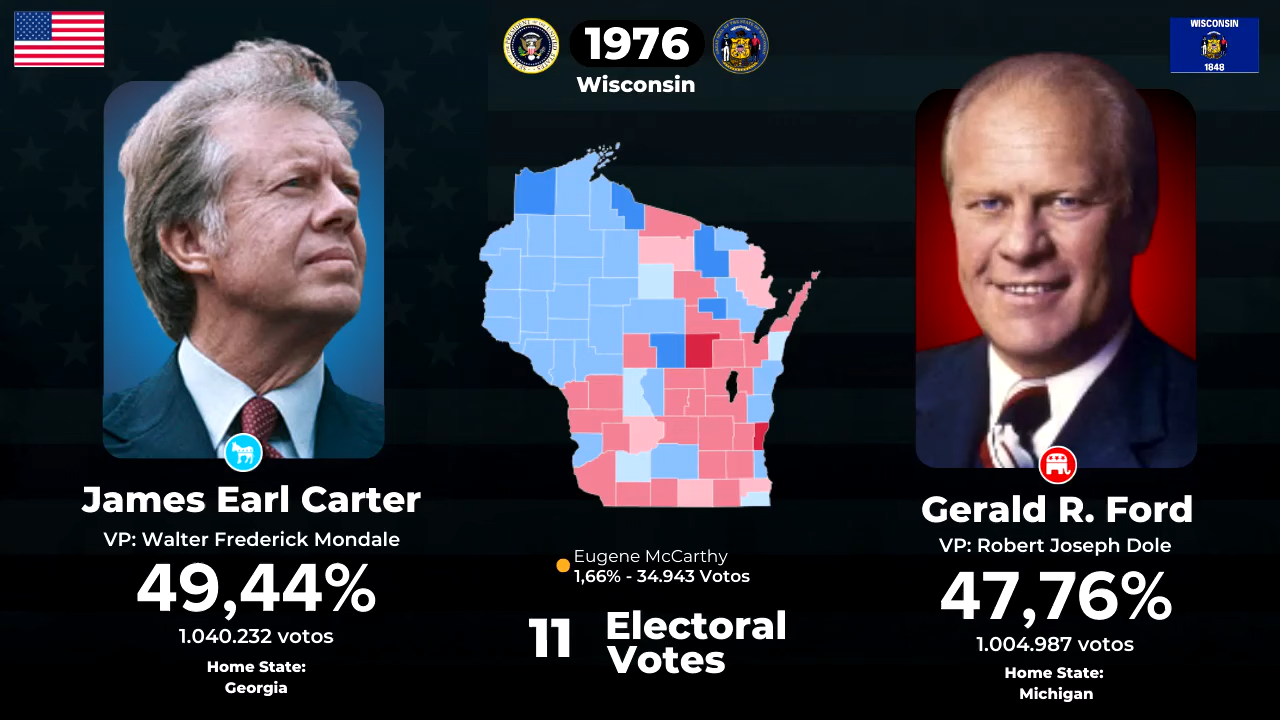 1976
Wisconsin
WISCONSIN
1848
James Earl Carter
VP: Walter Frederick Mondale
49,44%
1.040.232 votos
Home State:
Georgia
Eugene McCarthy
1,66% - 34.943 Votos
11 Electoral
Votes
Gerald R. Ford
VP: Robert Joseph Dole
47,76%
1.004.987 votos
Home State:
Michigan